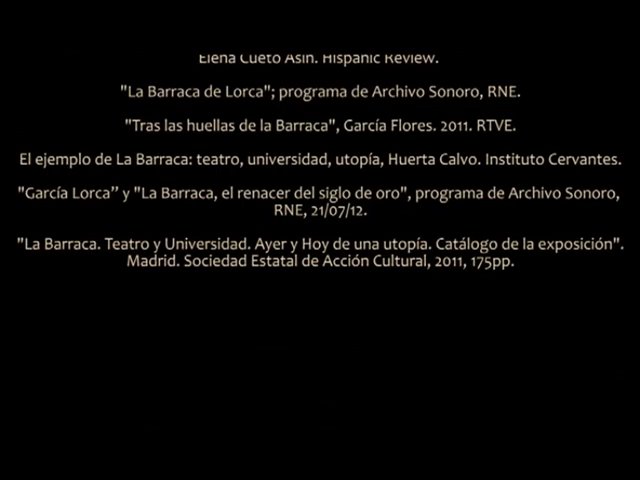 Elena Cueto Asín. Hispanic Review.
"La Barraca de Lorca"; programa de Archivo Sonoro, RNE.
"Tras las huellas de la Barraca", García Flores. 2011. RTVE.
El ejemplo de La Barraca: teatro, universidad, utopía, Huerta Calvo. Instituto Cervantes.
"García Lorca” y "La Barraca, el renacer del siglo de oro", programa de Archivo Sonoro,
RNE, 21/07/12.
"La Barraca. Teatro y Universidad. Ayer y Hoy de una utopía. Catálogo de la exposición".
Madrid. Sociedad Estatal de Acción Cultural, 2011, 175pp.